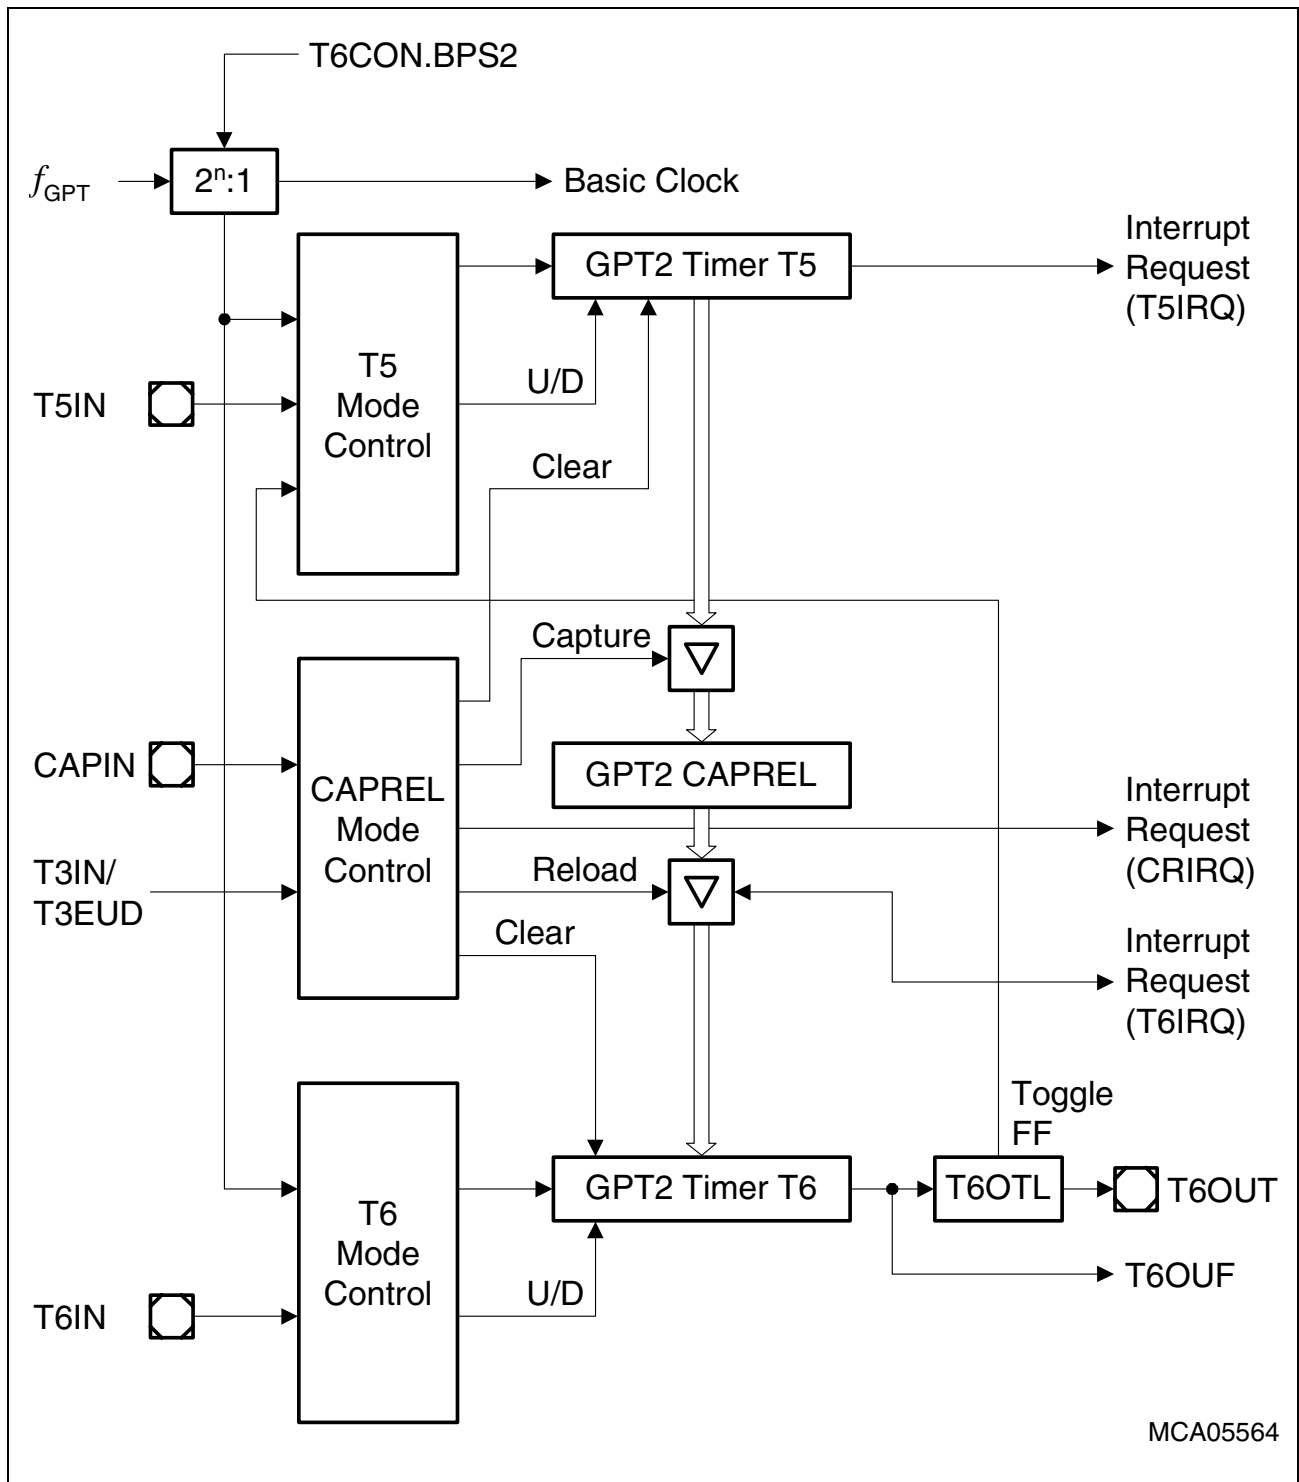 T6CON.BPS2
fGPT
2ⁿ:1
Basic Clock
GPT2 Timer T5
Interrupt
Request
(T5IRQ)
T5
Mode
Control
U/D
T5IN
Clear
Capture
CAPIN
CAPREL
Mode
Control
GPT2 CAPREL
Interrupt
Request
(CRIRQ)
T3IN/
T3EUD
Reload
Clear
Interrupt
Request
(T6IRQ)
Toggle
FF
GPT2 Timer T6
T6OTL
T6OUT
T6
Mode
Control
U/D
T6OUF
T6IN
MCA05564